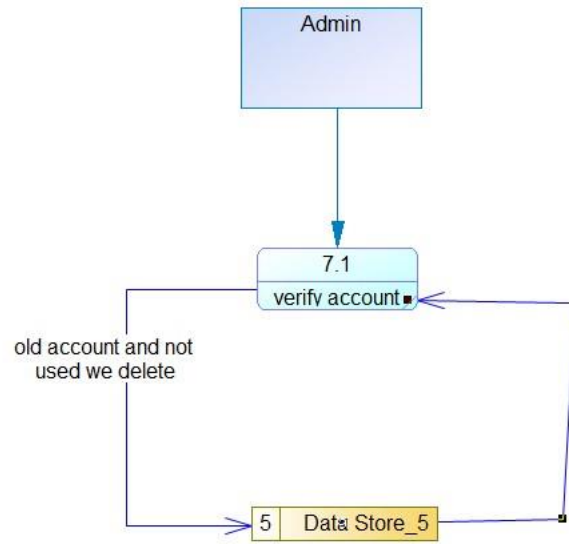 Admin
7.1
verify account
old account and not
used we delete
5 Data Store_5